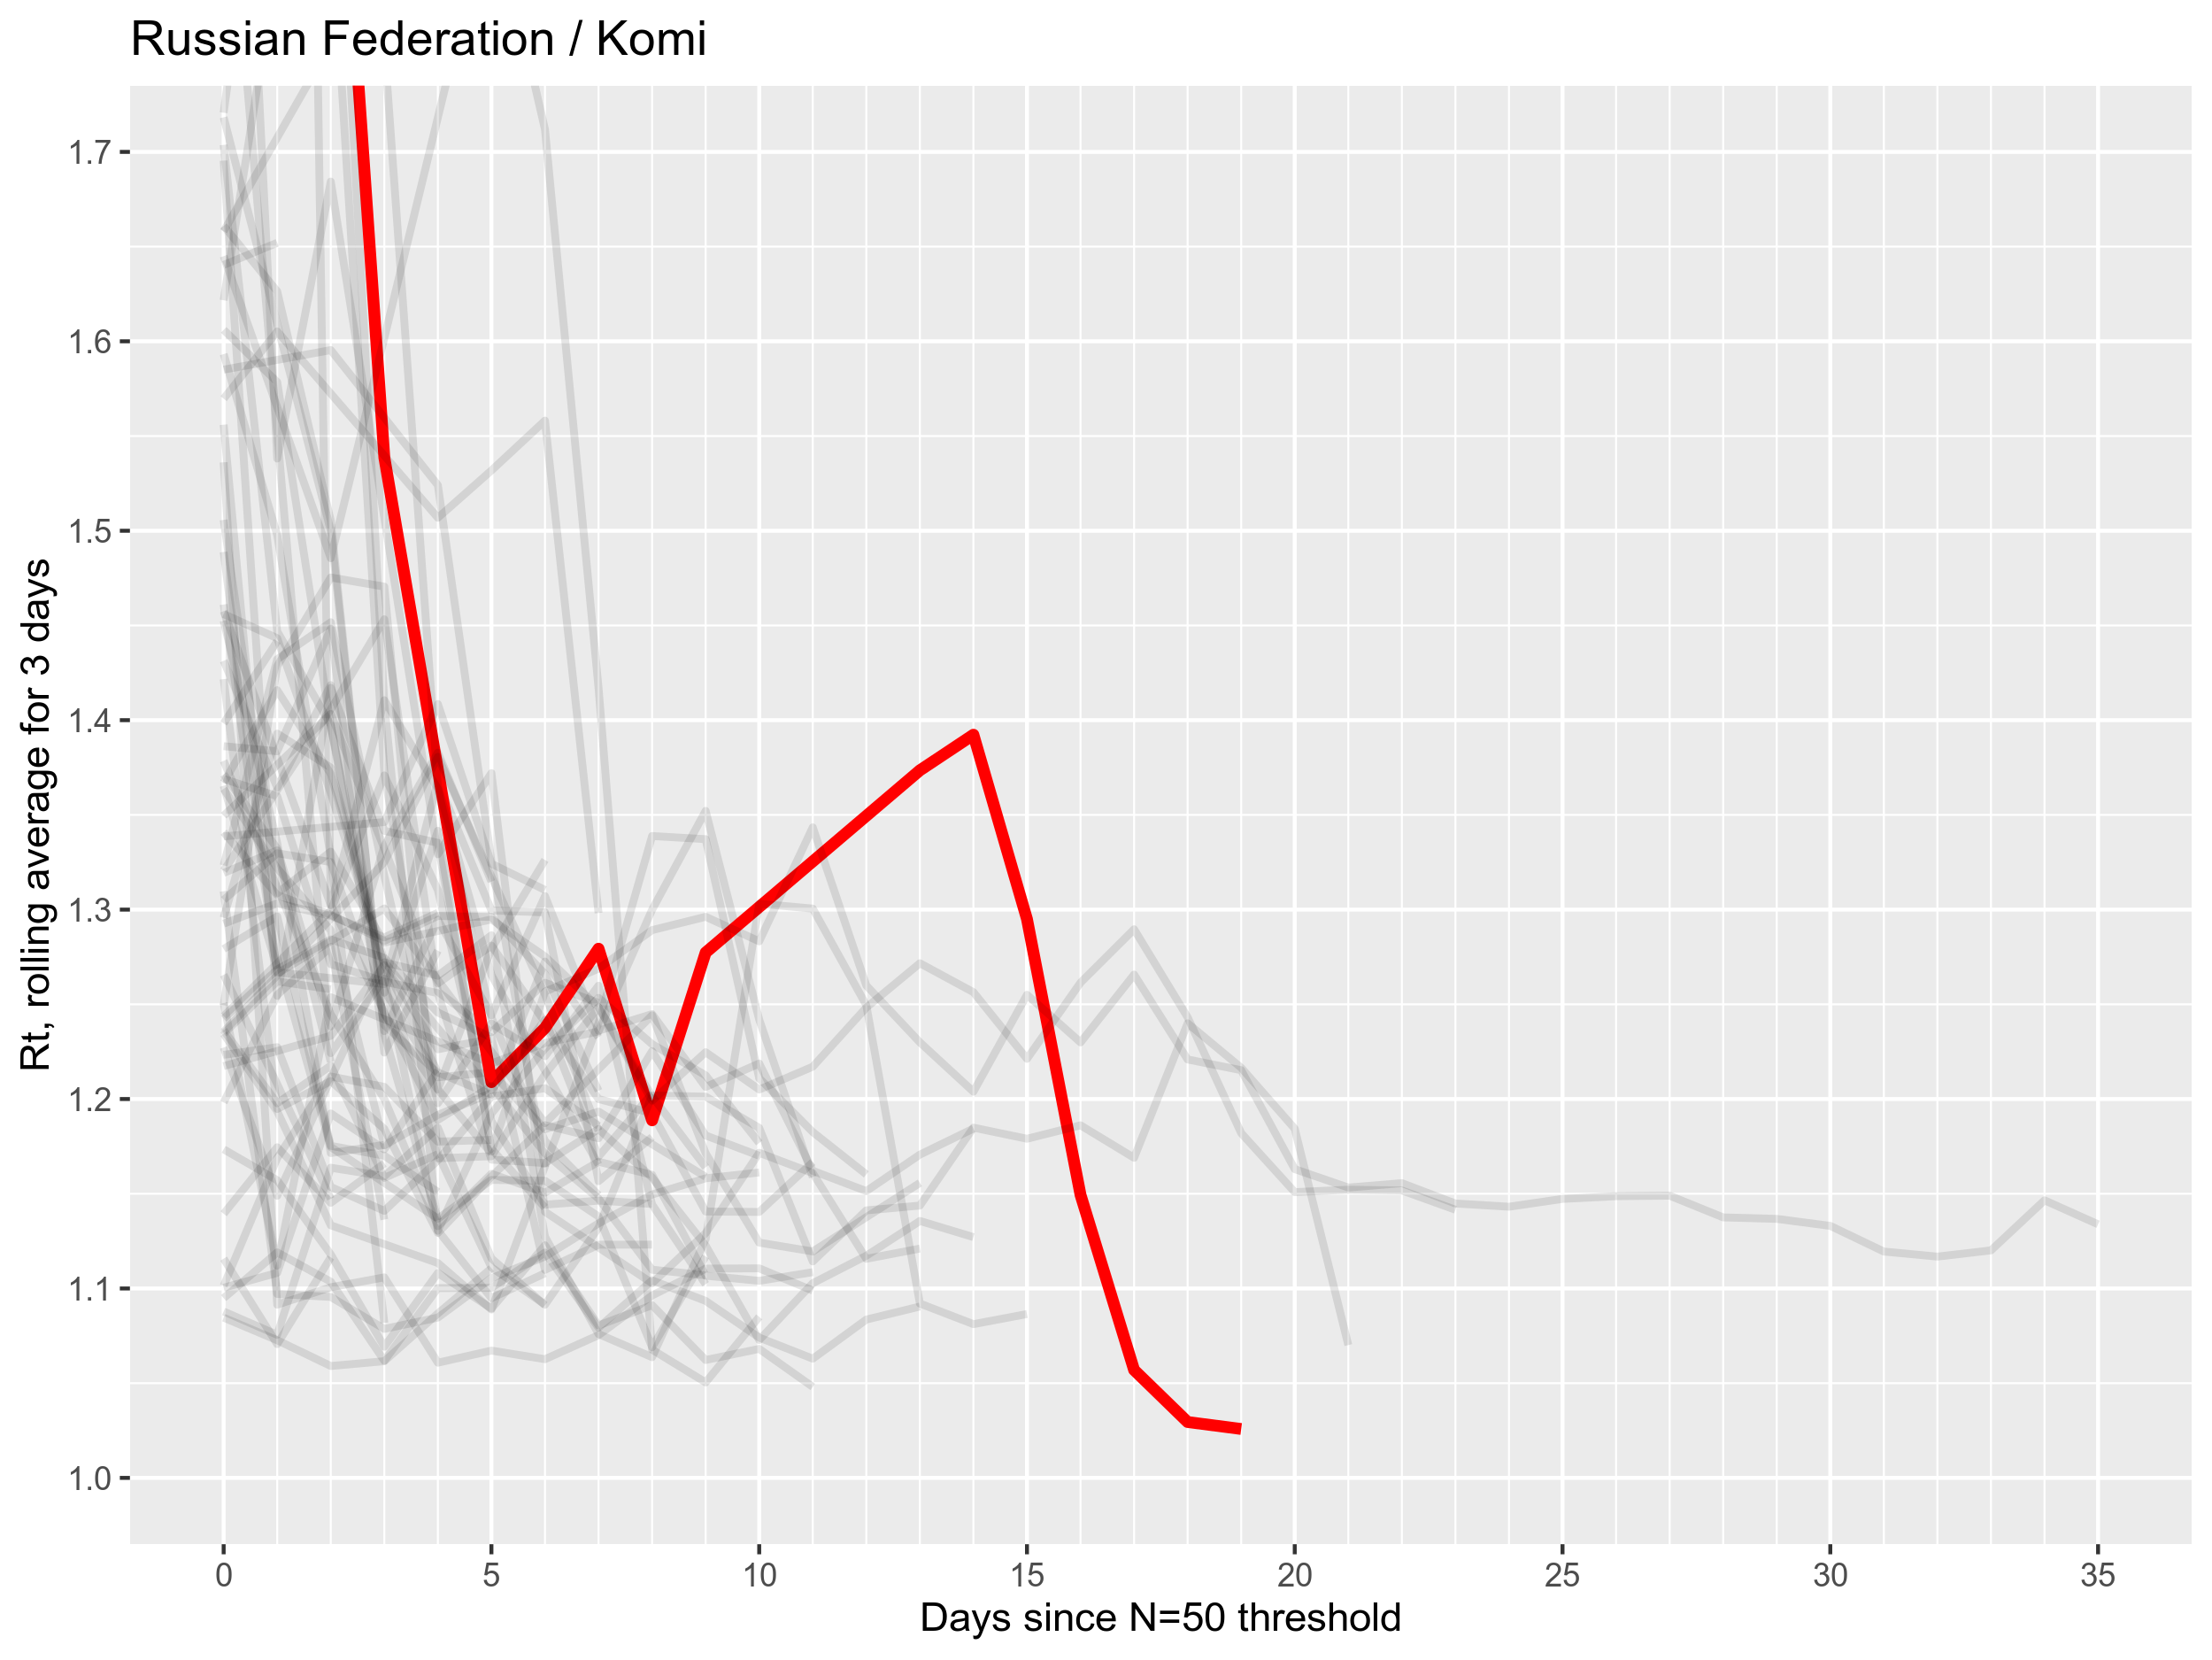 Russian Federation / Komi
Rt, rolling average for 3 days
1.7
1.6
1.5
1.4
1.3
1.2
1.1
1.0
0 5 10 15 20 25 30 35
Days since N=50 threshold